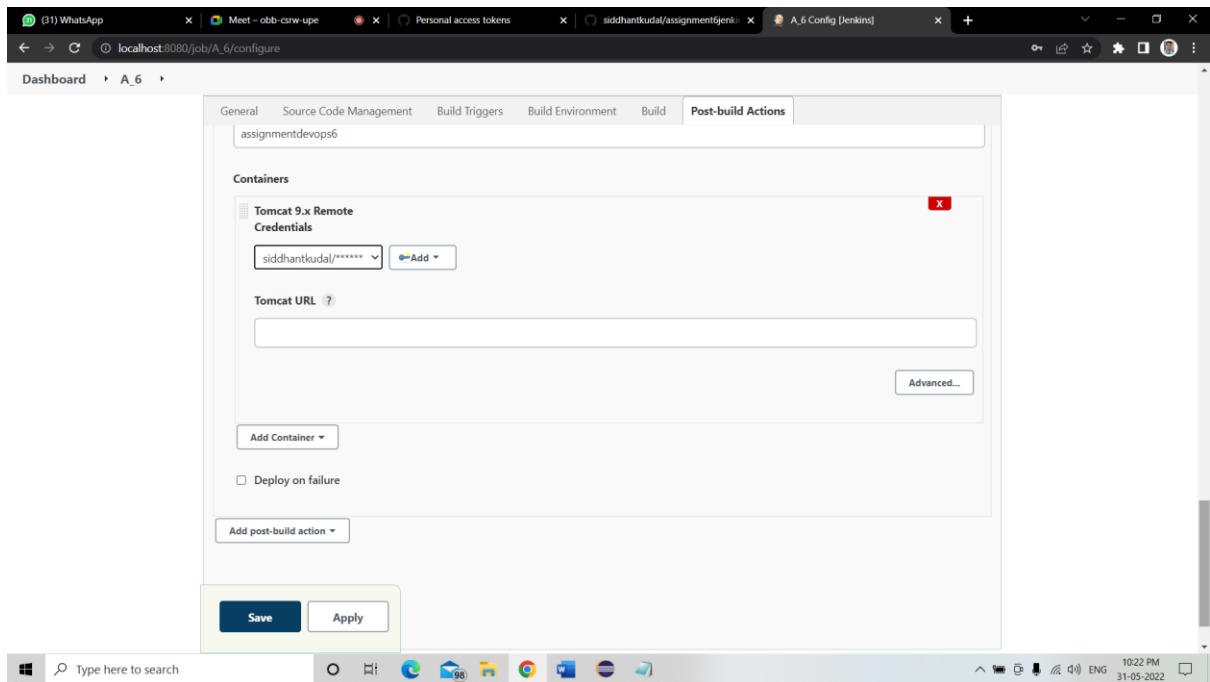 (31) WhatsApp
Meet – obb-csrw-upe
Personal access tokens
siddhantkudal/assignment6jenki
A_6 Config [Jenkins]
localhost:8080/job/A_6/configure
Dashboard A_6
General Source Code Management Build Triggers Build Environment Build Post-build Actions
assignmentdevops6
Containers
Tomcat 9.x Remote
X
Credentials
siddhantkudal/****** Add
Tomcat URL ?
Advanced...
Add Container
Deploy on failure
Add post-build action
Save Apply
Type here to search
98
ENG
10:22 PM
31-05-2022